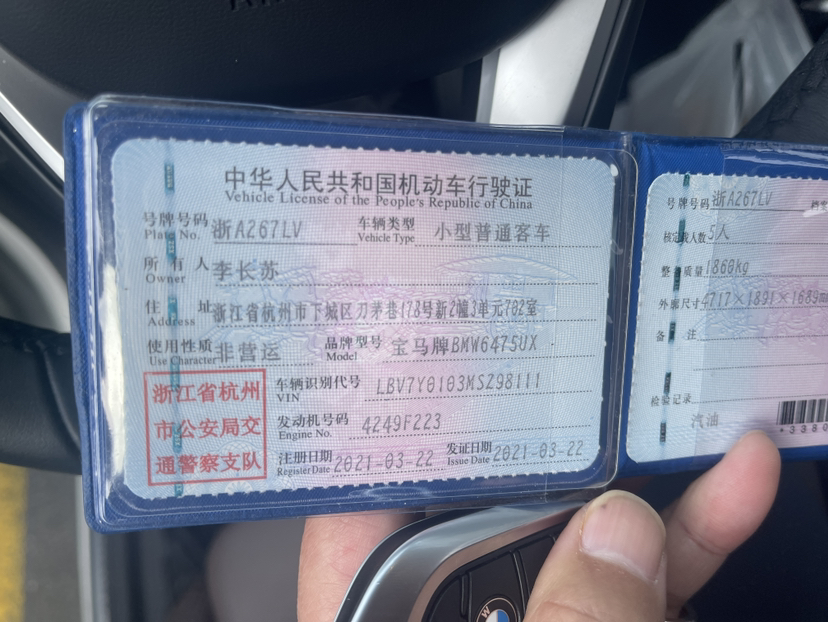 中华人民共和国机动车行驶证
Vehicle License of the People's Republic of China
号牌号码 浙A267LV 车辆类型 小型普通客车
Plate No. Vehicle Type
所有人 李长苏
Owner
住址 浙江省杭州市下城区刀茅巷178号新2幢3单元702室
Address
使用性质 非营运 品牌型号 宝马牌BMW6475UX
Use Character Model
浙江省杭州
市公安局交
通警察支队
车辆识别代号 LBV7Y0103MSZ98111
VIN
发动机号码 4249F223
Engine No.
注册日期 2021-03-22 发证日期 2021-03-22
Register Date Issue Date
号牌号码 浙A267LV
核定载人数 5人
整备质量 1860kg
外廓尺寸 4717×1891×1689mm
备注
检验记录
汽油
*3380
BMW